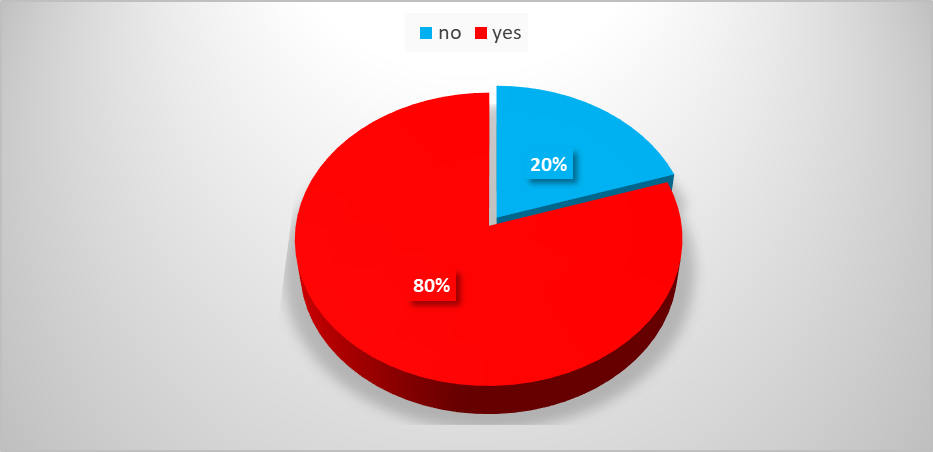 no yes
20%
80%